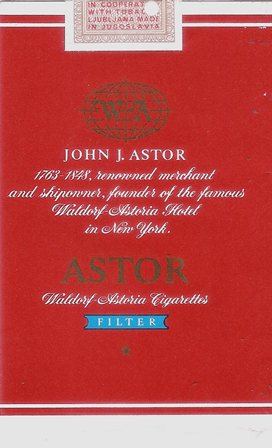 IN COOPERAT
WITH TOBAC
LJUBLJANA MADE
IN JUGOSLAVIA
W A
JOHN J. ASTOR
1763-1848, renowned merchant
and shipowner, founder of the famous
Waldorf-Astoria Hotel
in New York.
ASTOR
Waldorf-Astoria Cigarettes
FILTER